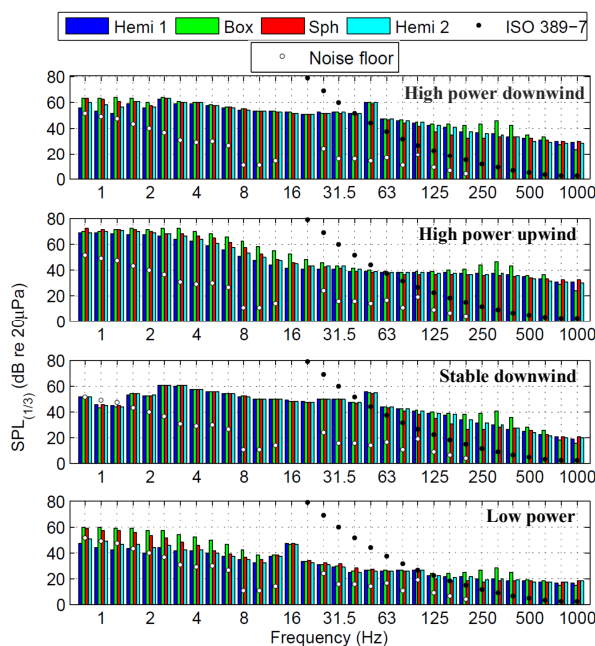 Hemi 1 Box Sph Hemi 2 ISO 389−7
Noise floor
80
60
40
20
0
High power downwind
1 2 4 8 16 31.5 63 125 250 500 1000
80
60
40
20
0
High power upwind
1 2 4 8 16 31.5 63 125 250 500 1000
80
60
40
20
0
Stable downwind
1 2 4 8 16 31.5 63 125 250 500 1000
80
60
40
20
0
Low power
1 2 4 8 16 31.5 63 125 250 500 1000
SPL(1/3) (dB re 20μPa)
Frequency (Hz)